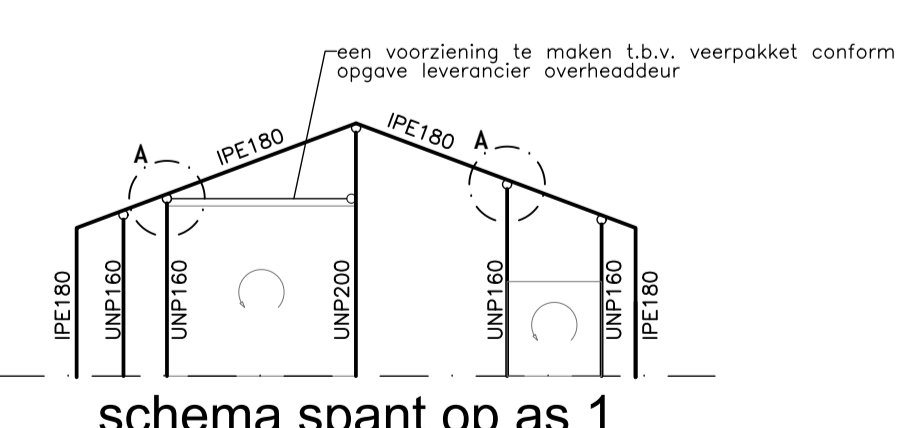 een voorziening te maken t.b.v. veerpakket conform
opgave leverancier overheaddeur
IPE180
IPE180
A
A
IPE180
UNP160
UNP160
UNP200
UNP160
UNP160
IPE180
schema spant op as 1